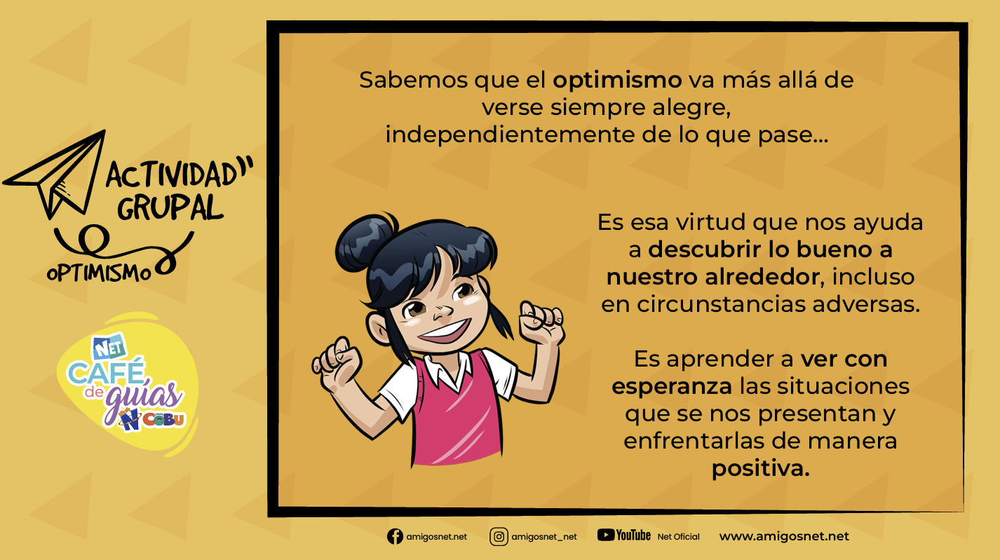 Sabemos que el optimismo va más allá de
verse siempre alegre,
independientemente de lo que pase...
ACTIVIDAD
GRUPAL
OPTIMISMO
Es esa virtud que nos ayuda
a descubrir lo bueno a
nuestro alrededor, incluso
en circunstancias adversas.
Es aprender a ver con
esperanza las situaciones
que se nos presentan y
enfrentarlas de manera
positiva.
NET
CAFÉ
de guías
N COBU
amigosnet.net
amigosnet_net
YouTube Net Oficial
www.amigosnet.net